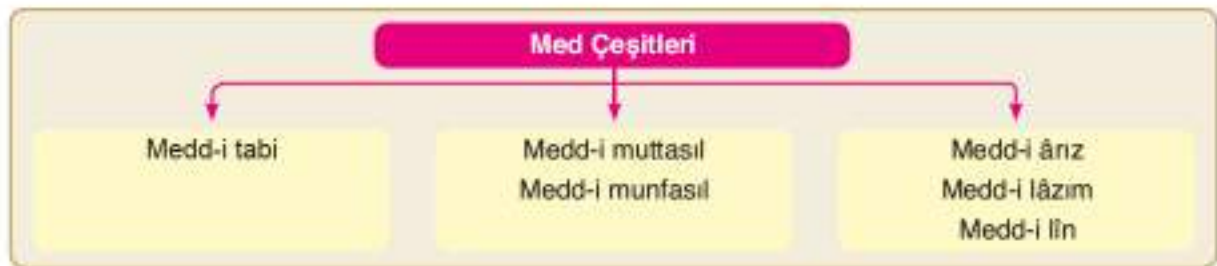 Med Çeşitleri
Medd-i tabi
Medd-i muttasıl
Medd-i munfasıl
Medd-i ârız
Medd-i lâzım
Medd-i lîn